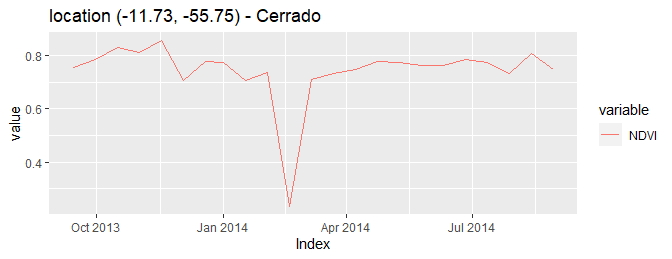 location (-11.73, -55.75) - Cerrado
value
0.8
0.6
0.4
Oct 2013 Jan 2014 Apr 2014 Jul 2014
Index
variable
NDVI